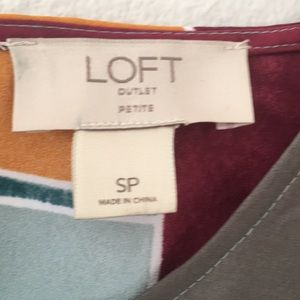 LOFT
OUTLET
PETITE
SP
MADE IN CHINA